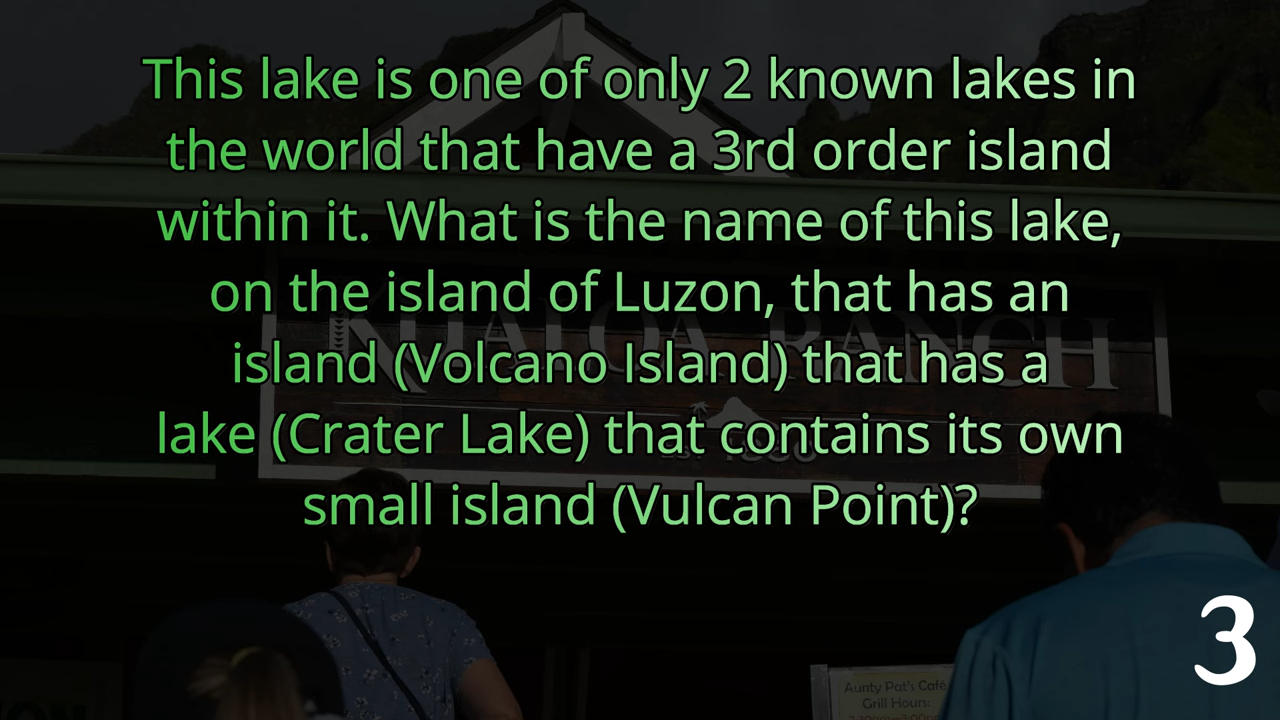 This lake is one of only 2 known lakes in
the world that have a 3rd order island
within it. What is the name of this lake,
on the island of Luzon, that has an
island (Volcano Island) that has a
lake (Crater Lake) that contains its own
small island (Vulcan Point)?
3
KUALOA RANCH
Aunty Pat's Café
Grill Hours: